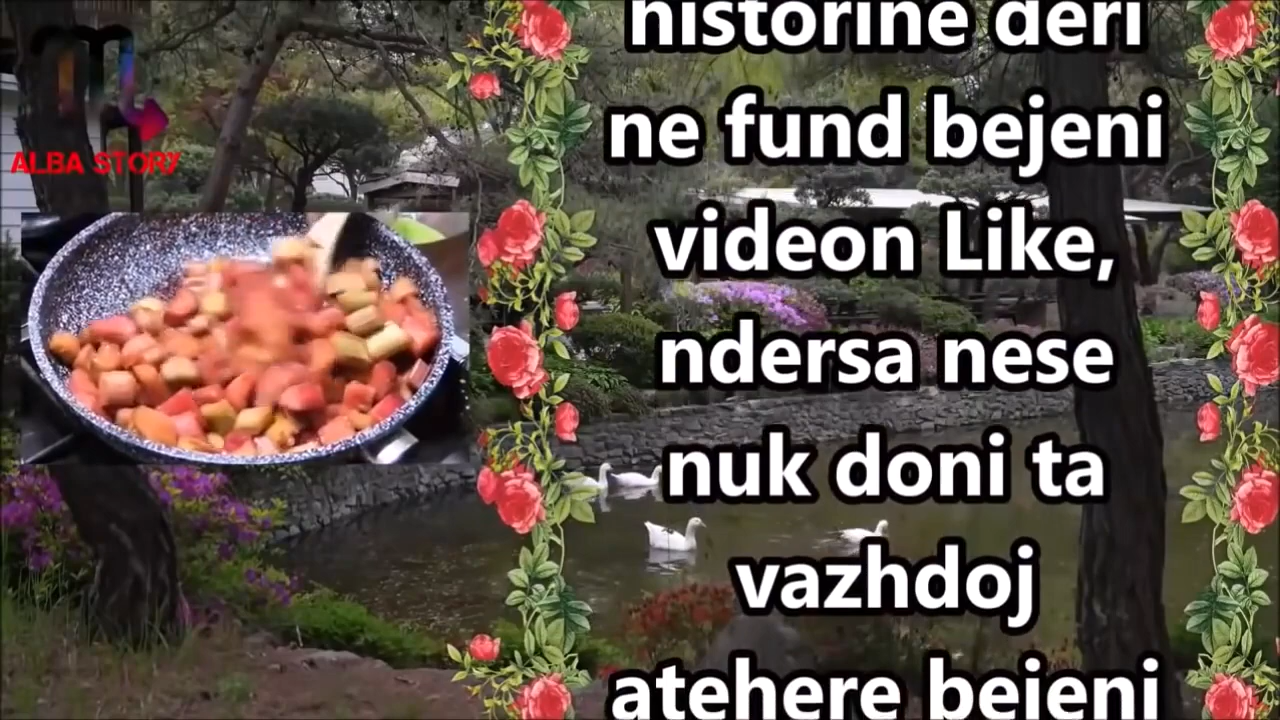 ALBA STORY
historine deri
ne fund bejeni
videon Like,
ndersa nese
nuk doni ta
vazhdoj
atehere bejeni